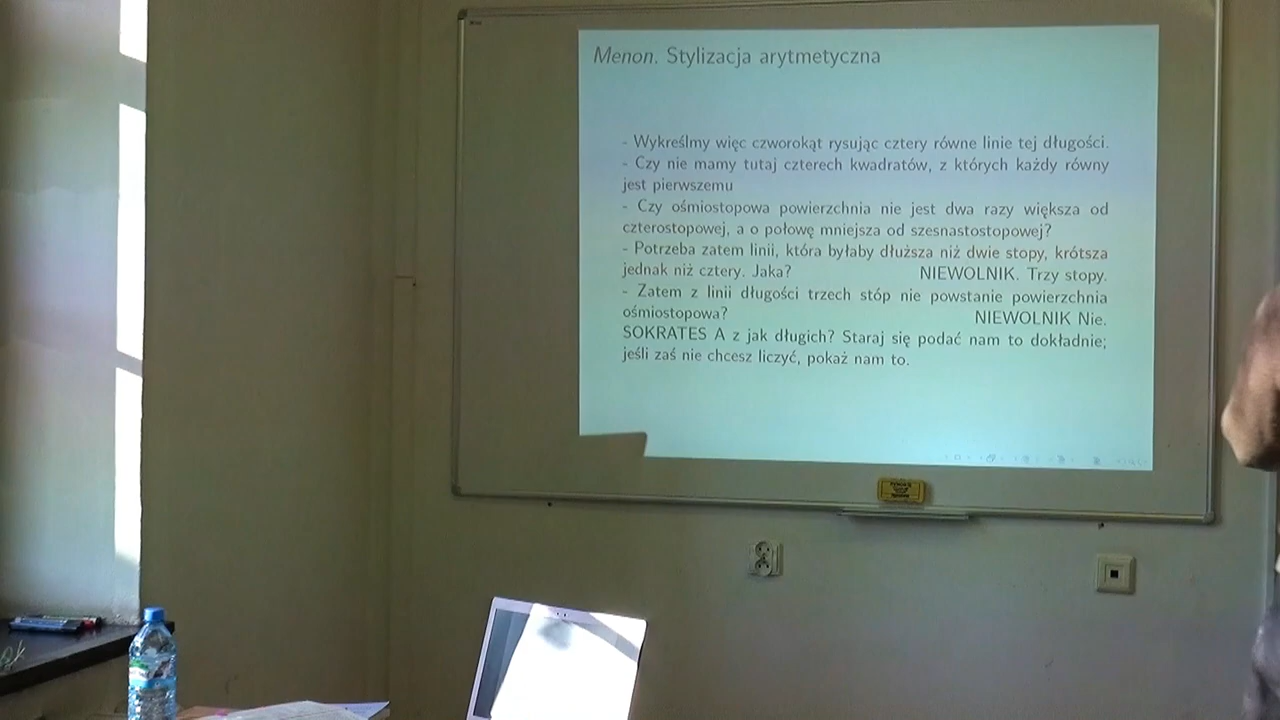 Menon. Stylizacja arytmetyczna
- Wykreślmy więc czworokąt rysując cztery równe linie tej długości.
- Czy nie mamy tutaj czterech kwadratów, z których każdy równy
jest pierwszemu
- Czy ośmiostopowa powierzchnia nie jest dwa razy większa od
czterostopowej, a o połowę mniejsza od szesnastostopowej?
- Potrzeba zatem linii, która byłaby dłuższa niż dwie stopy, krótsza
jednak niż cztery. Jaka? NIEWOLNIK. Trzy stopy.
- Zatem z linii długości trzech stóp nie powstanie powierzchnia
ośmiostopowa? NIEWOLNIK Nie.
SOKRATES A z jak długich? Staraj się podać nam to dokładnie;
jeśli zaś nie chcesz liczyć, pokaż nam to.